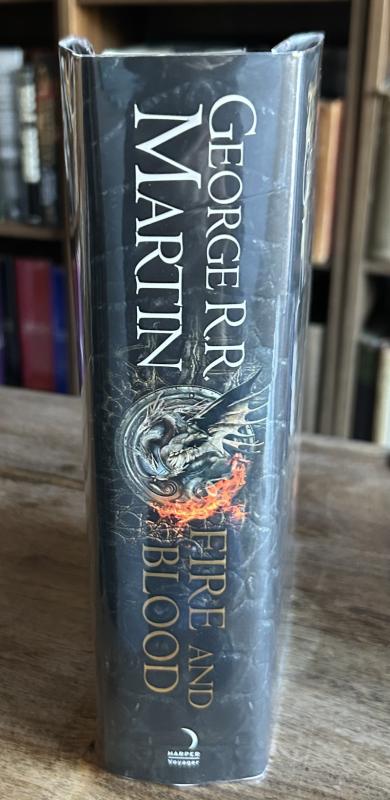 GEORGE R.R.
MARTIN
FIRE AND
BLOOD
HARPER
Voyager